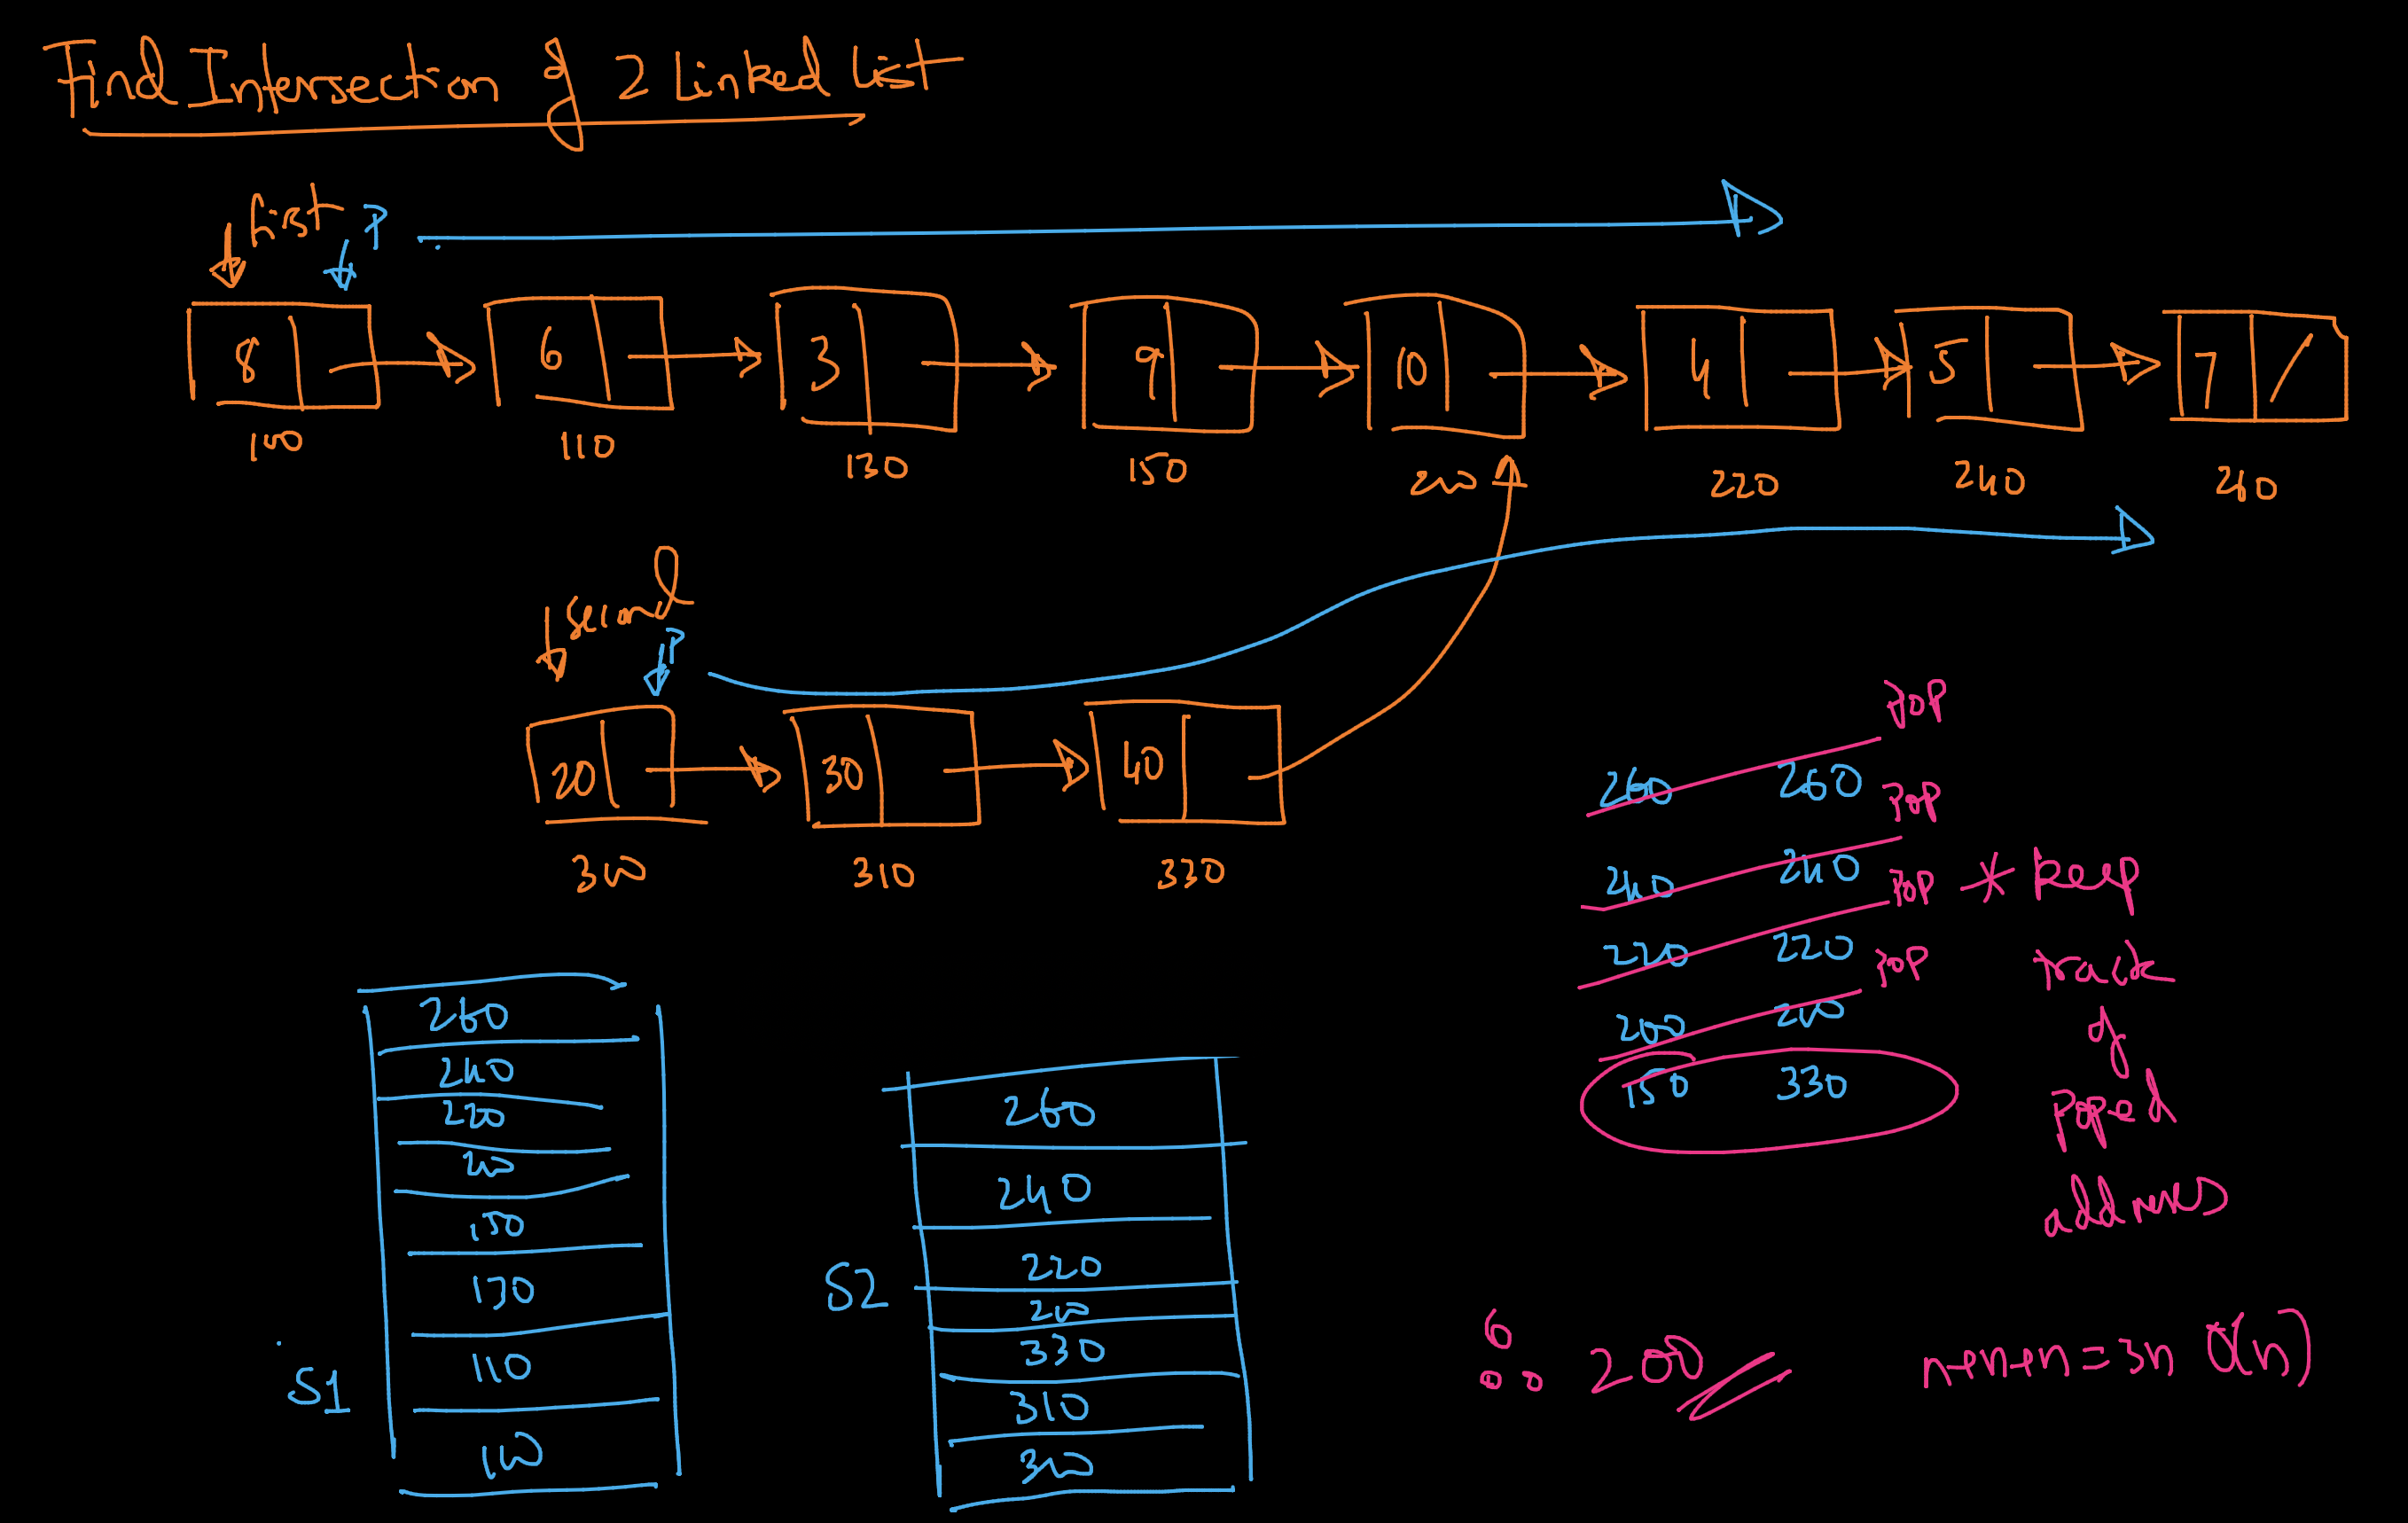 Find Intersection of 2 Linked List
first P
8 6 3 9 10 4 5 7 /
100 110 130 150 200 220 240 260
second
P
20 30 40
300 310 330
pop
260 260 pop
240 240 pop * keep
220 220 pop track
200 200 of
150 330 poped
address
260
240
220
200
150
130
110
S1
100
260
240
220
S2
200
330
310
300
6
∴ 200 n+n+n=3n O(n)